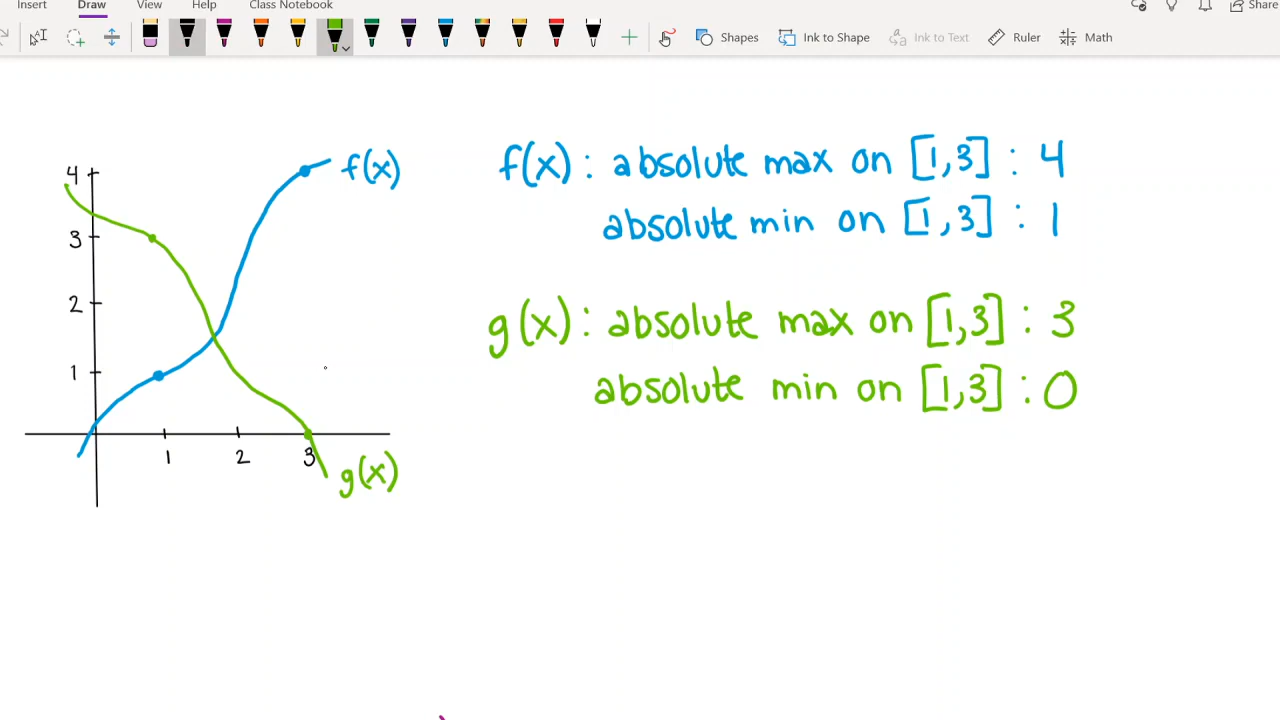 Insert Draw View Help Class Notebook Share
Shapes Ink to Shape Ink to Text Ruler Math
f(x) : absolute max on [1,3] : 4
absolute min on [1,3] : 1
g(x) : absolute max on [1,3] : 3
absolute min on [1,3] : 0
4
f(x)
3
2
1
1 2 3
g(x)